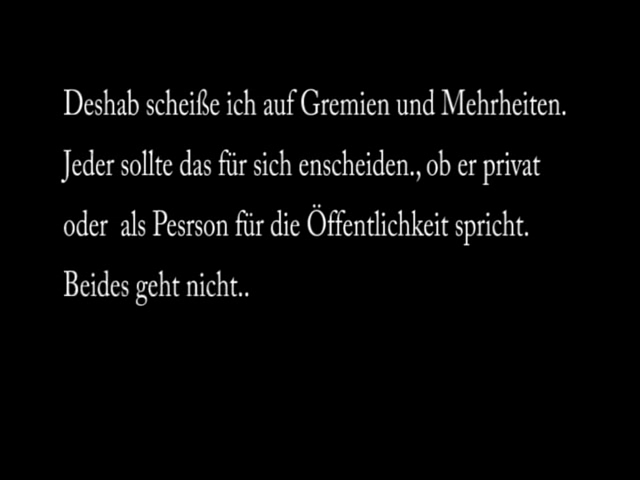 Deshab scheiße ich auf Gremien und Mehrheiten.
Jeder sollte das für sich enscheiden., ob er privat
oder  als Pesrson für die Öffentlichkeit spricht.
Beides geht nicht..